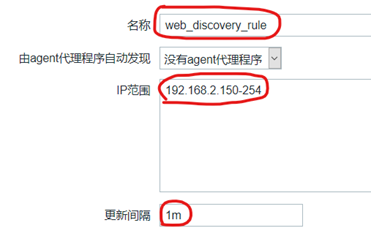 名称 web_discovery_rule
由agent代理程序自动发现 没有agent代理程序
IP范围 192.168.2.150-254
更新间隔 1m